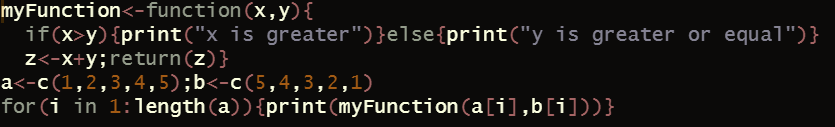 myFunction<-function(x,y){
  if(x>y){print("x is greater")}else{print("y is greater or equal")}
  z<-x+y;return(z)}
a<-c(1,2,3,4,5);b<-c(5,4,3,2,1)
for(i in 1:length(a)){print(myFunction(a[i],b[i]))}